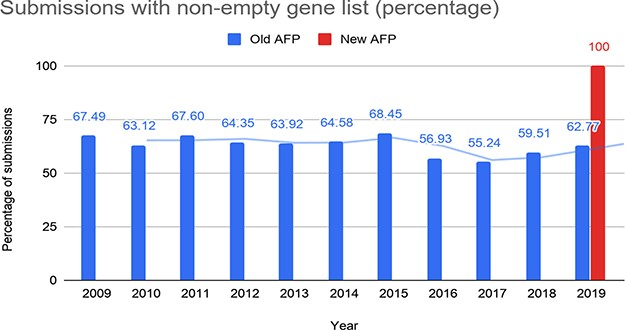 Submissions with non-empty gene list (percentage)
Old AFP New AFP
100
100
67.49 63.12 67.60 64.35 63.92 64.58 68.45 56.93 55.24 59.51 62.77
75
50
25
0
Percentage of submissions
2009 2010 2011 2012 2013 2014 2015 2016 2017 2018 2019
Year